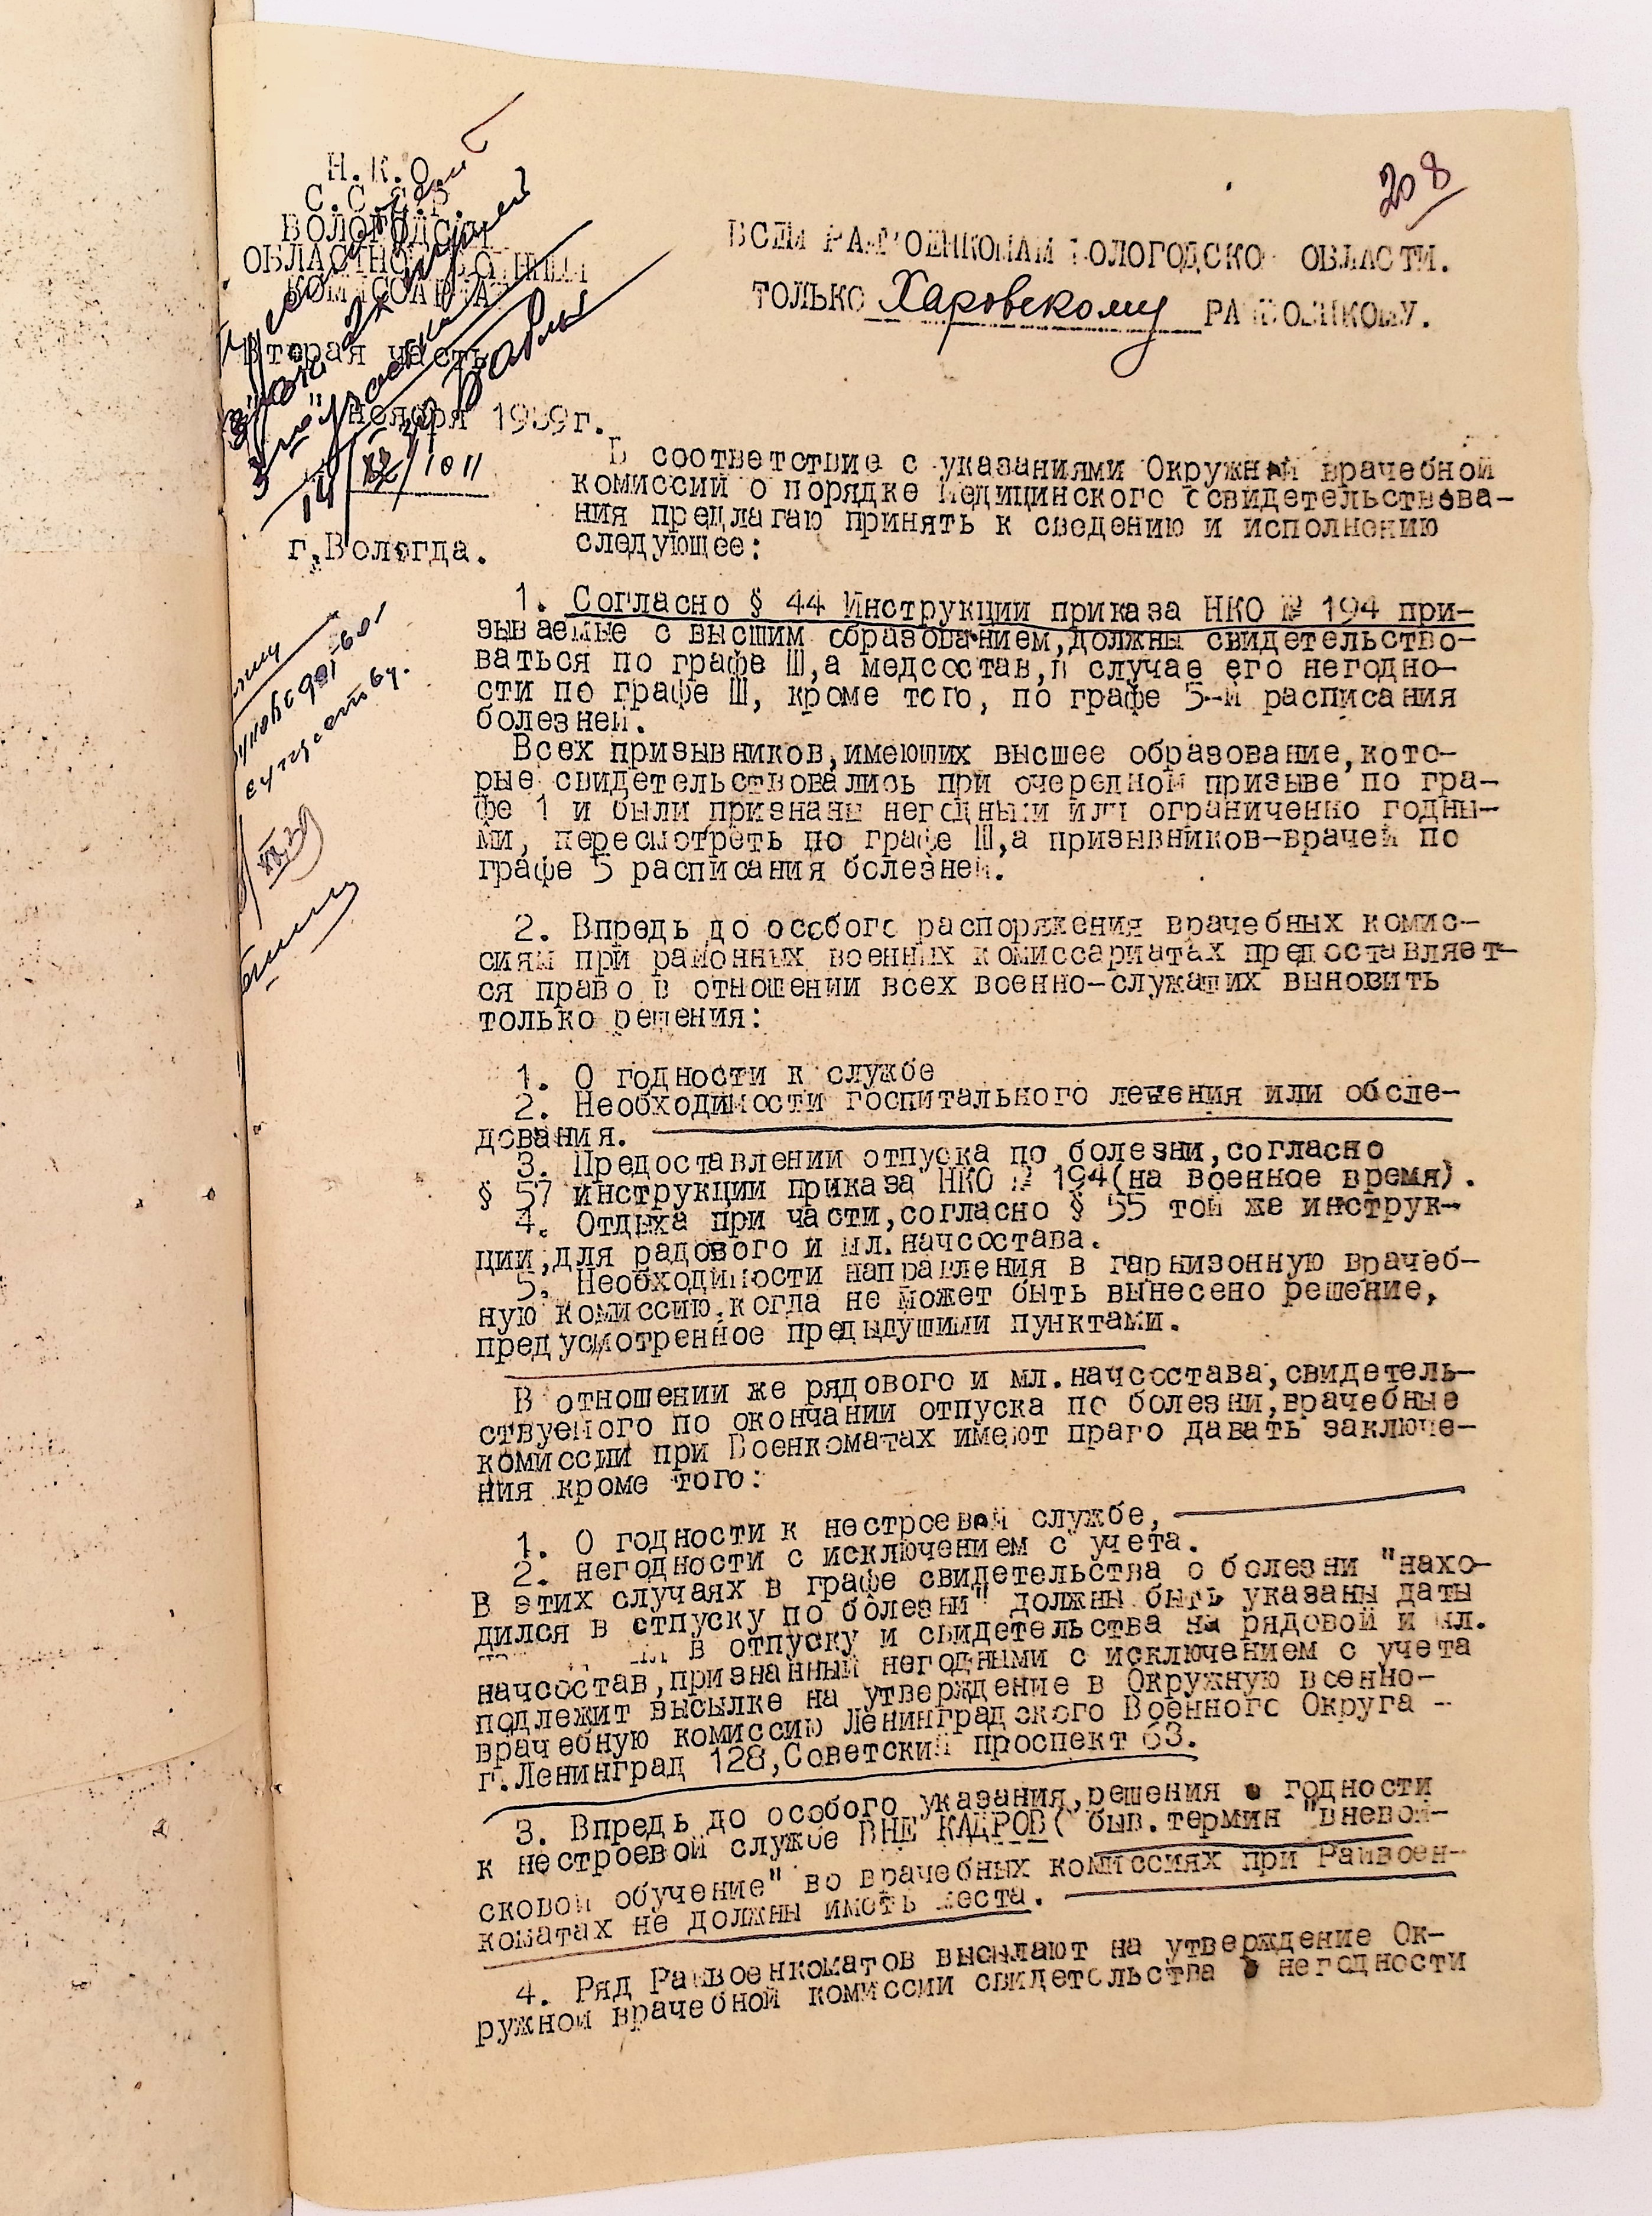 208
Н.К.О.
С.С.С.Р.
ВОЛОГОДСКИЙ
ОБЛАСТНОЙ ВОЕННЫЙ
КОМИССАРИАТ
Вторая часть
ноября 1939г.
г.Вологда.
ВСЕМ РАЙВОЕНКОМАМ ВОЛОГОДСКОЙ ОБЛАСТИ.
ТОЛЬКО Харовскому РАЙВОЕНКОМУ.
В соответствие с указаниями Окружной врачебной
комиссии о порядке медицинского освидетельствова-
ния предлагаю принять к сведению и исполнению
следующее:
1. Согласно § 44 Инструкции приказа НКО № 194 при-
зываемые с высшим образованием,должны свидетельство-
ваться по графе Ш,а медсостав,в случае его негодно-
сти по графе Ш, кроме того, по графе 5-й расписания
болезней.
Всех призывников,имеющих высшее образование,кото-
рые свидетельствовались при очередном призыве по гра-
фе 1 и были признаны негодными или ограниченно годны-
ми, пересмотреть по графе Ш,а призывников-врачей по
графе 5 расписания болезней.
2. Впредь до особого распоряжения врачебных комис-
сиям при районных военных комиссариатах предоставляет-
ся право в отношении всех военно-служащих выновить
только решения:
1. О годности к службе
2. Необходимости госпитального лечения или обсле-
дования.
3. Предоставлении отпуска по болезни,согласно
§ 57 инструкции приказа НКО № 194(на военное время).
4. Отдыха при части,согласно § 55 той же инструк-
ции,для радового и мл.начсостава.
5. Необходимости направления в гарнизонную врачеб-
ную комиссию,когда не может быть вынесено решение,
предусмотренное предыдущими пунктами.
В отношении же рядового и мл.начсостава,свидетель-
ствуемого по окончании отпуска по болезни,врачебные
комиссии при Военкоматах имеют право давать заключе-
ния кроме того:
1. О годности к нестроевой службе,
2. негодности с исключением с учета.
В этих случаях в графе свидетельства о болезни "нахо-
дился в отпуску по болезни" должны быть указаны даты
в отпуску и свидетельства на рядовой и мл.
начсостав,признанный негодными с исключением с учета
подлежит высылке на утверждение в Окружную военно-
врачебную комиссию Ленинградского Военного Округа -
г.Ленинград 128,Советский проспект 63.
3. Впредь до особого указания,решения о годности
к нестроевой службе ВНЕ КАДРОВ( быв.термин "вневой-
сковой обучение" во врачебных комиссиях при Райвоен-
коматах не должны иметь места.
4. Ряд Райвоенкоматов высылают на утверждение Ок-
ружной врачебной комиссии свидетельства о негодности